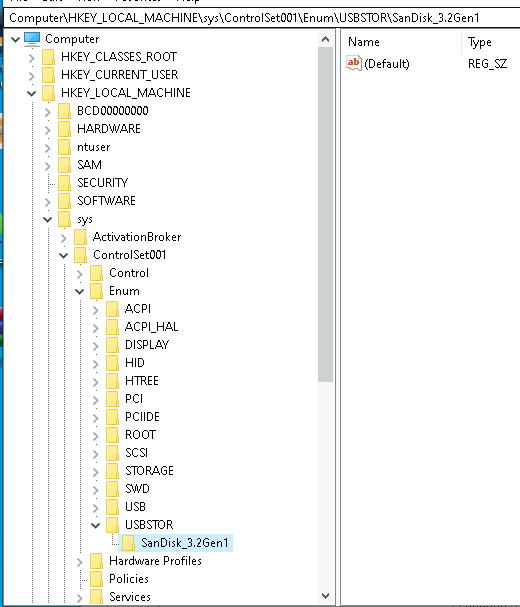 Computer\HKEY_LOCAL_MACHINE\sys\ControlSet001\Enum\USBSTOR\SanDisk_3.2Gen1
Computer
HKEY_CLASSES_ROOT
HKEY_CURRENT_USER
HKEY_LOCAL_MACHINE
BCD00000000
HARDWARE
ntuser
SAM
SECURITY
SOFTWARE
sys
ActivationBroker
ControlSet001
Control
Enum
ACPI
ACPI_HAL
DISPLAY
HID
HTREE
PCI
PCIIDE
ROOT
SCSI
STORAGE
SWD
USB
USBSTOR
SanDisk_3.2Gen1
Hardware Profiles
Policies
Services
Name Type
ab (Default) REG_SZ